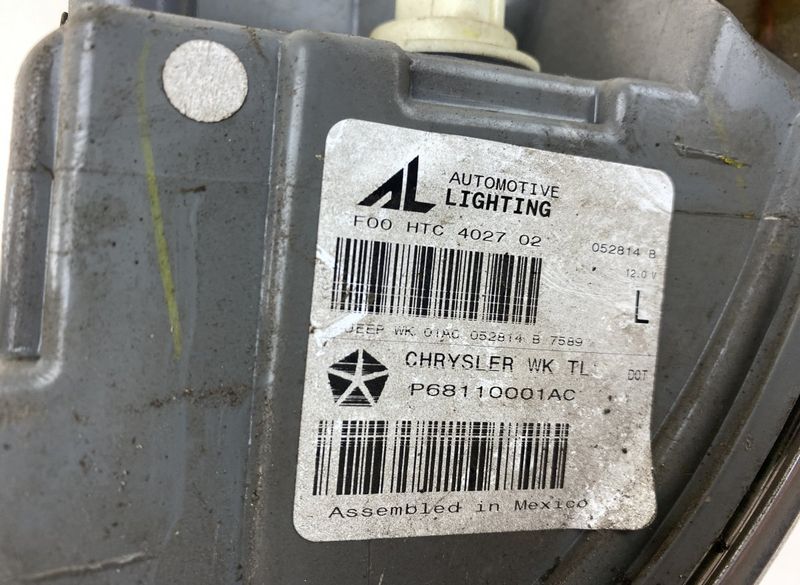 AL AUTOMOTIVE
LIGHTING
F00 HTC 4027 02
052814 B
12.0 V
L
JEEP WK 01AC 052814 B 7589
CHRYSLER WK TL
DOT
P68110001AC
Assembled in Mexico